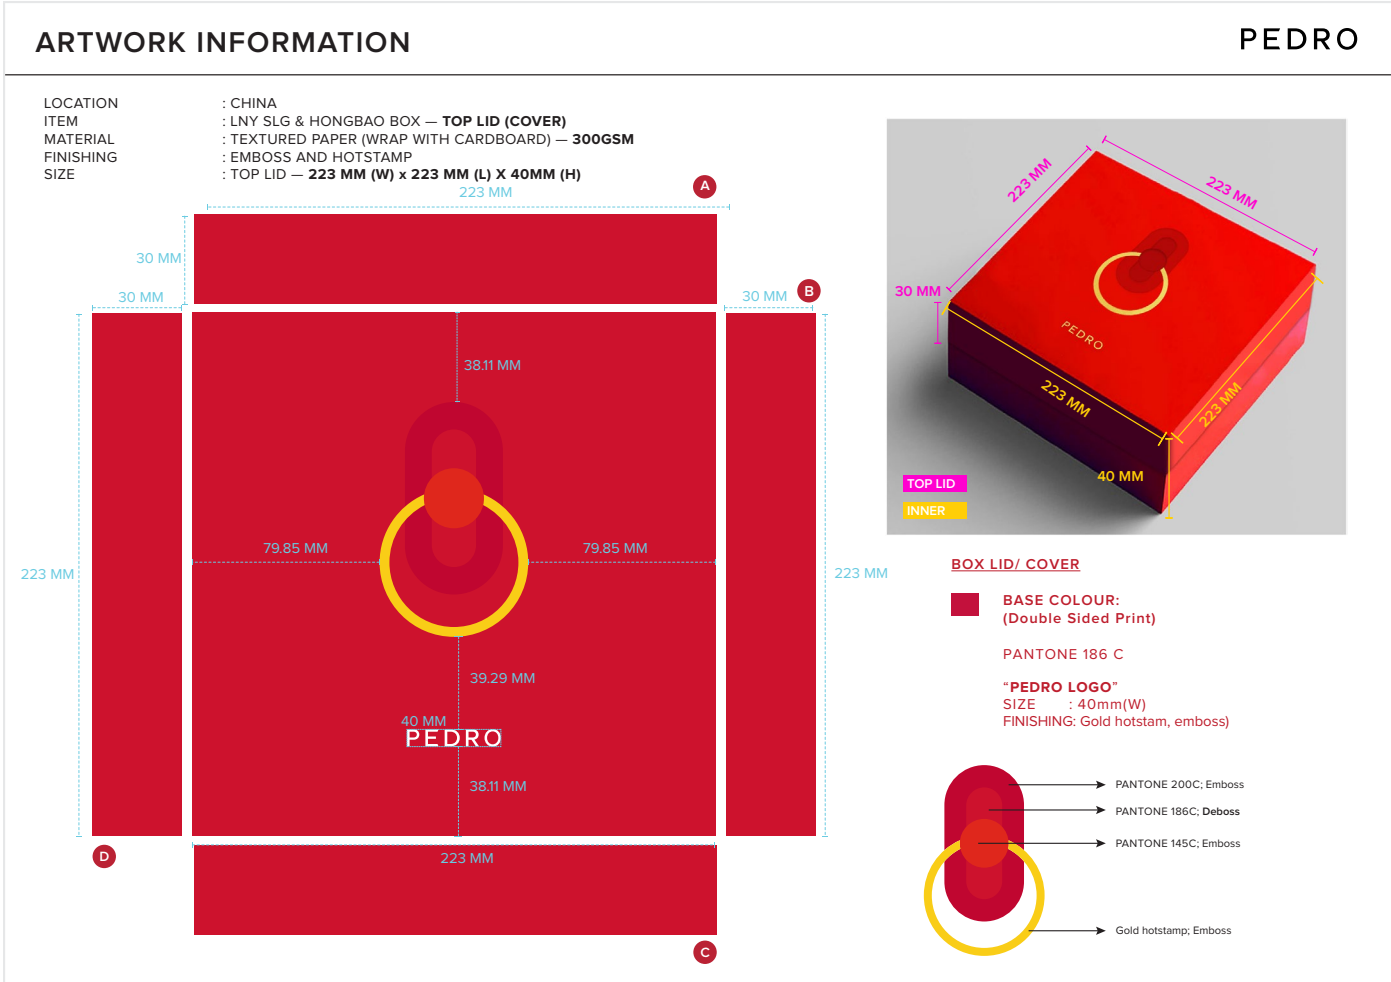 ARTWORK INFORMATION
PEDRO
LOCATION : CHINA
ITEM : LNY SLG & HONGBAO BOX — TOP LID (COVER)
MATERIAL : TEXTURED PAPER (WRAP WITH CARDBOARD) — 300GSM
FINISHING : EMBOSS AND HOTSTAMP
SIZE : TOP LID — 223 MM (W) x 223 MM (L) X 40MM (H)
223 MM
A
30 MM
30 MM
30 MM
B
38.11 MM
79.85 MM
79.85 MM
223 MM
223 MM
39.29 MM
40 MM
PEDRO
38.11 MM
D
223 MM
C
223 MM
223 MM
30 MM
PEDRO
223 MM
223 MM
40 MM
TOP LID
INNER
BOX LID/ COVER
BASE COLOUR:
(Double Sided Print)
PANTONE 186 C
“PEDRO LOGO”
SIZE : 40mm(W)
FINISHING: Gold hotstam, emboss)
PANTONE 200C; Emboss
PANTONE 186C; Deboss
PANTONE 145C; Emboss
Gold hotstamp; Emboss